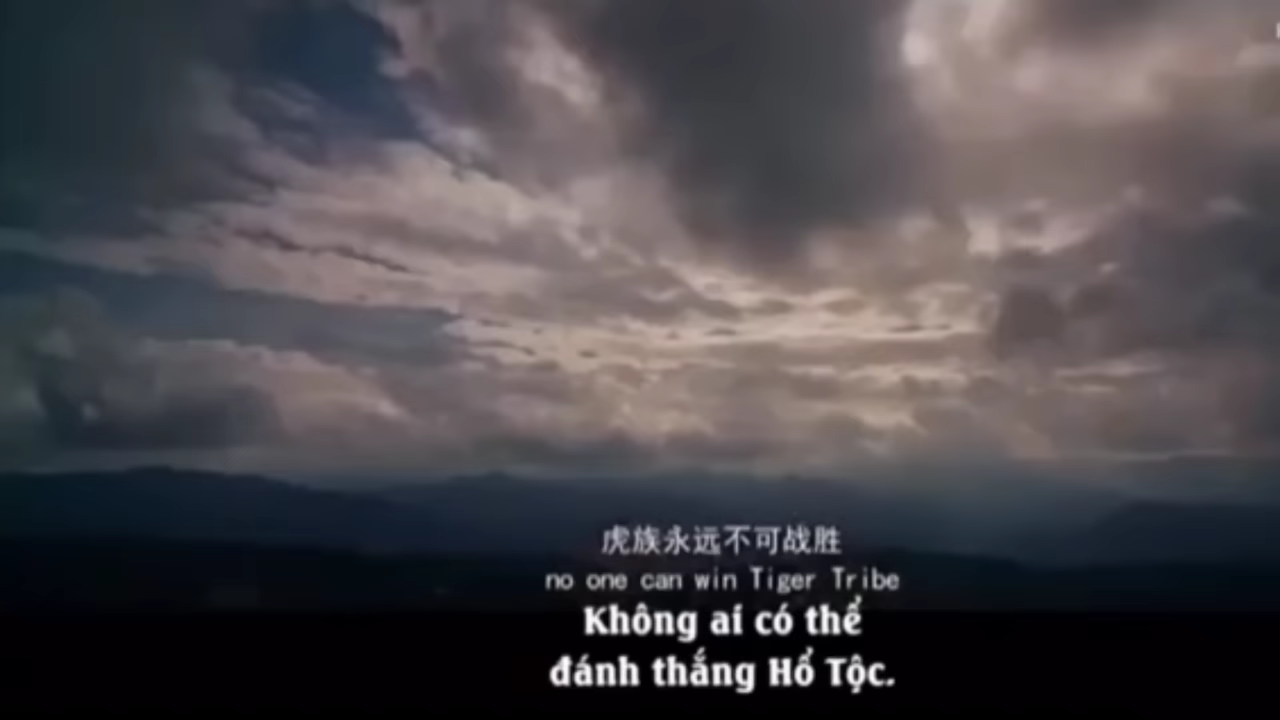 虎族永远不可战胜
no one can win Tiger Tribe
Không ai có thể
đánh thắng Hổ Tộc.